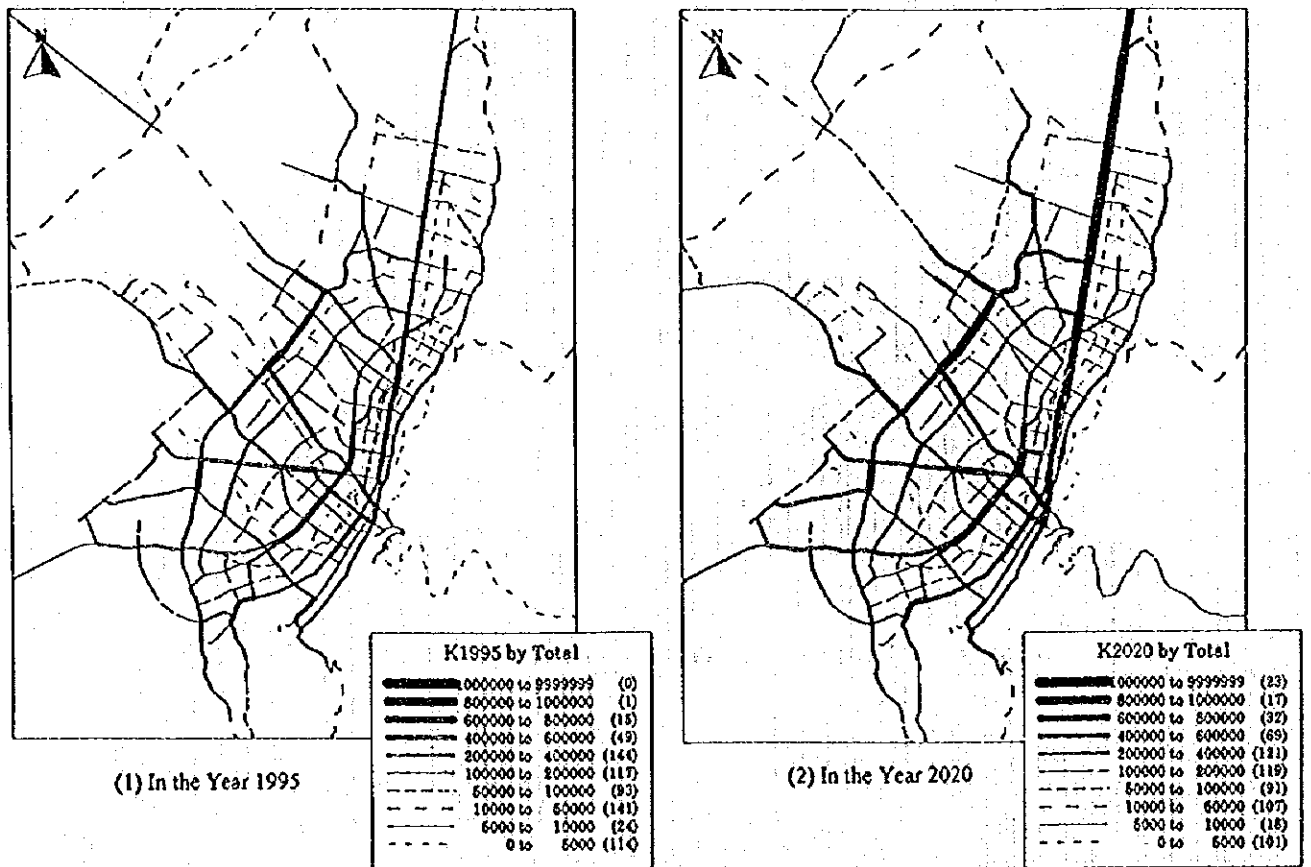 N
N
K1995 by Total
1000000 to 9999999 (0)
800000 to 1000000 (1)
600000 to 800000 (15)
400000 to 600000 (49)
200000 to 400000 (144)
100000 to 200000 (117)
50000 to 100000 (93)
10000 to 50000 (141)
5000 to 10000 (24)
0 to 5000 (114)
(1) In the Year 1995
K2020 by Total
1000000 to 9999999 (23)
800000 to 1000000 (17)
600000 to 800000 (32)
400000 to 600000 (69)
200000 to 400000 (121)
100000 to 200000 (119)
50000 to 100000 (91)
10000 to 50000 (107)
5000 to 10000 (18)
0 to 5000 (101)
(2) In the Year 2020